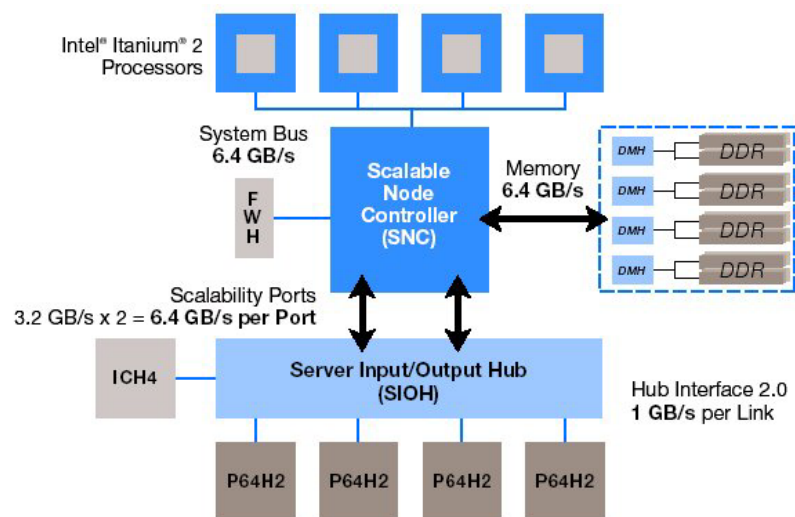 Intel® Itanium® 2
Processors
System Bus
6.4 GB/s
F
W
H
Scalable
Node
Controller
(SNC)
Memory
6.4 GB/s
DMH
DDR
DMH
DDR
DMH
DDR
DMH
DDR
Scalability Ports
3.2 GB/s x 2 = 6.4 GB/s per Port
ICH4
Server Input/Output Hub
(SIOH)
Hub Interface 2.0
1 GB/s per Link
P64H2
P64H2
P64H2
P64H2